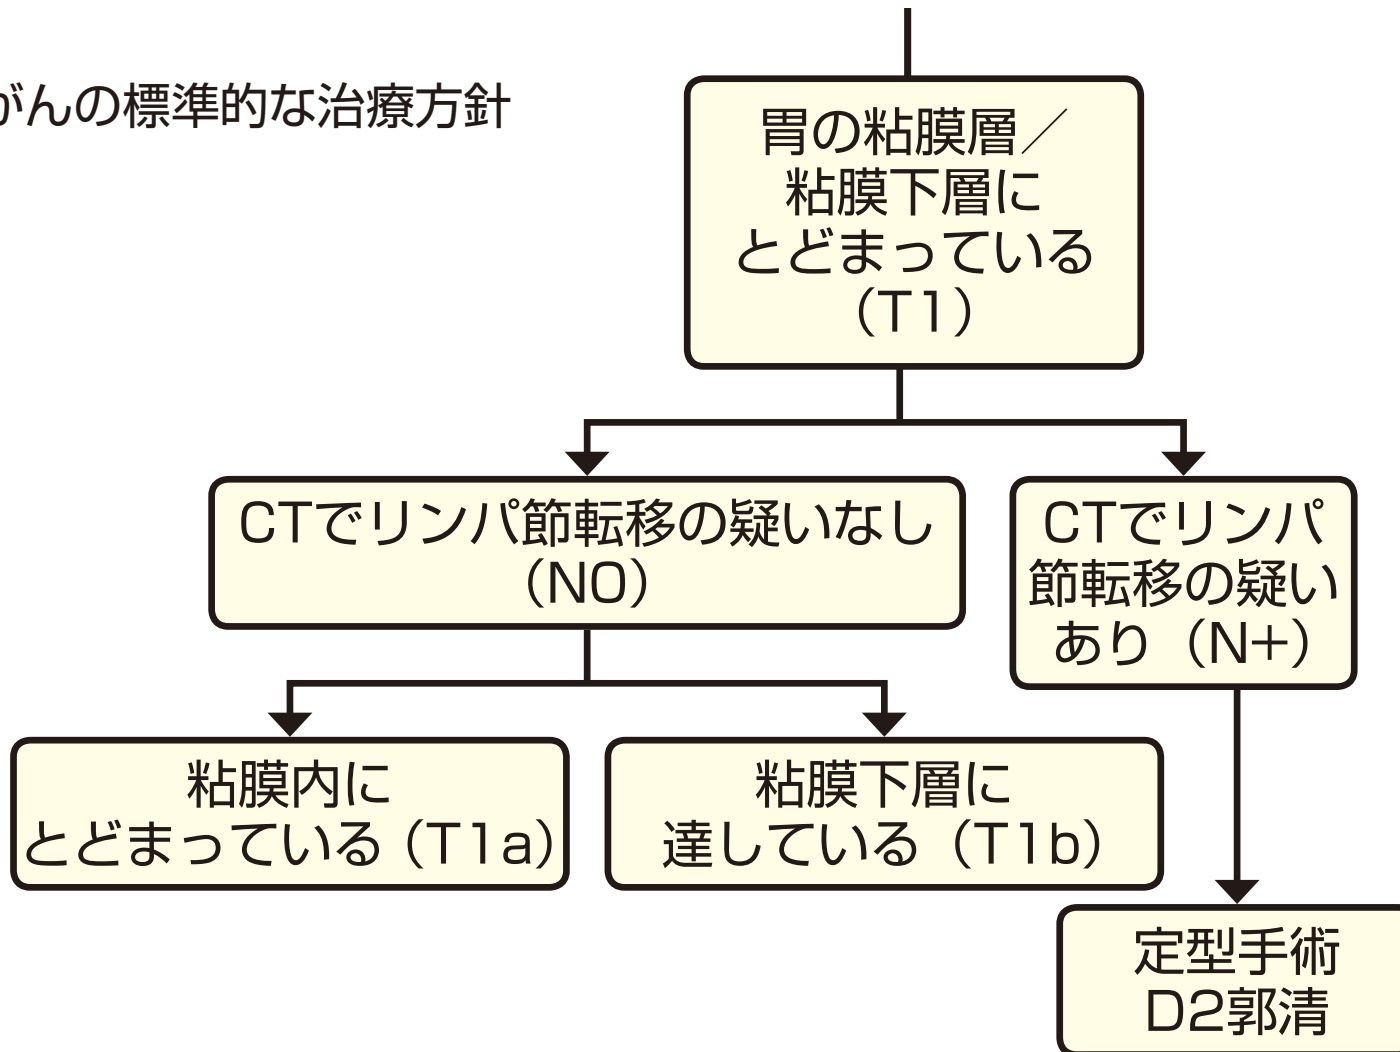 がんの標準的な治療方針
胃の粘膜層／
粘膜下層に
とどまっている
（T1）
CTでリンパ節転移の疑いなし
（N0）
CTでリンパ
節転移の疑い
あり（N+）
粘膜内に
とどまっている（T1a）
粘膜下層に
達している（T1b）
定型手術
D2郭清